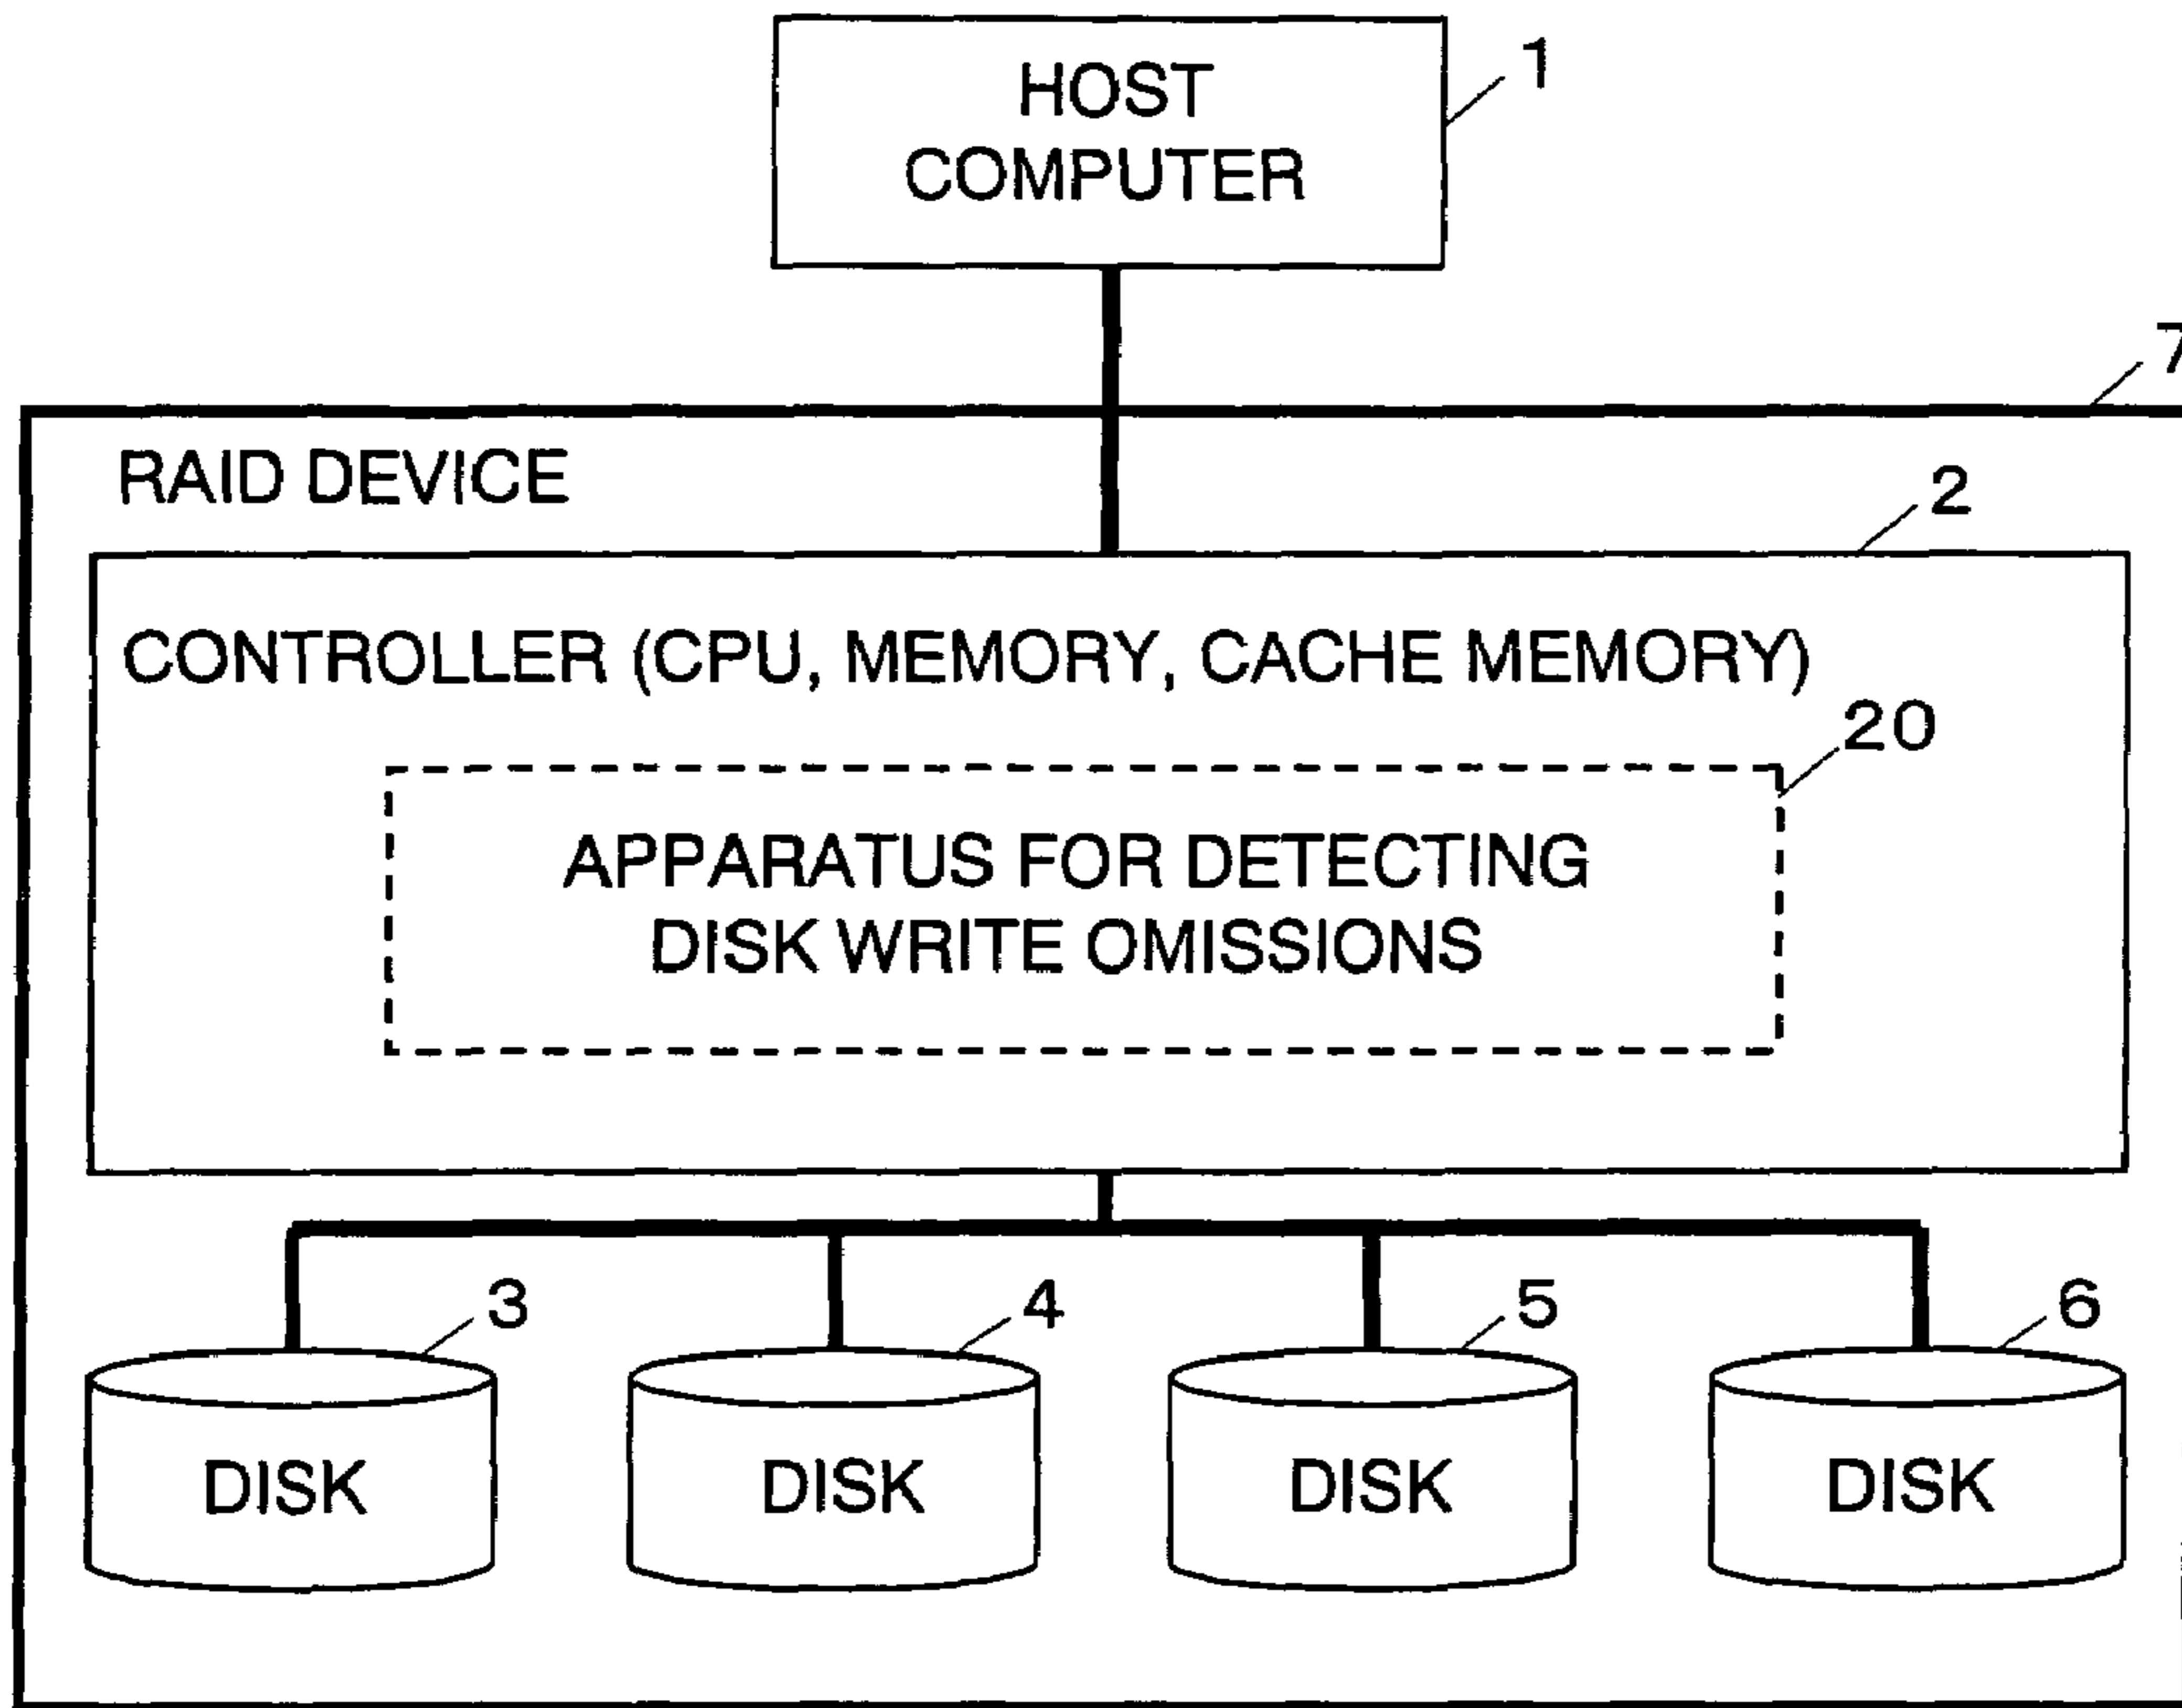 HOST
COMPUTER
1
7
RAID DEVICE
2
CONTROLLER (CPU, MEMORY, CACHE MEMORY)
20
APPARATUS FOR DETECTING
DISK WRITE OMISSIONS
3
4
5
6
DISK
DISK
DISK
DISK